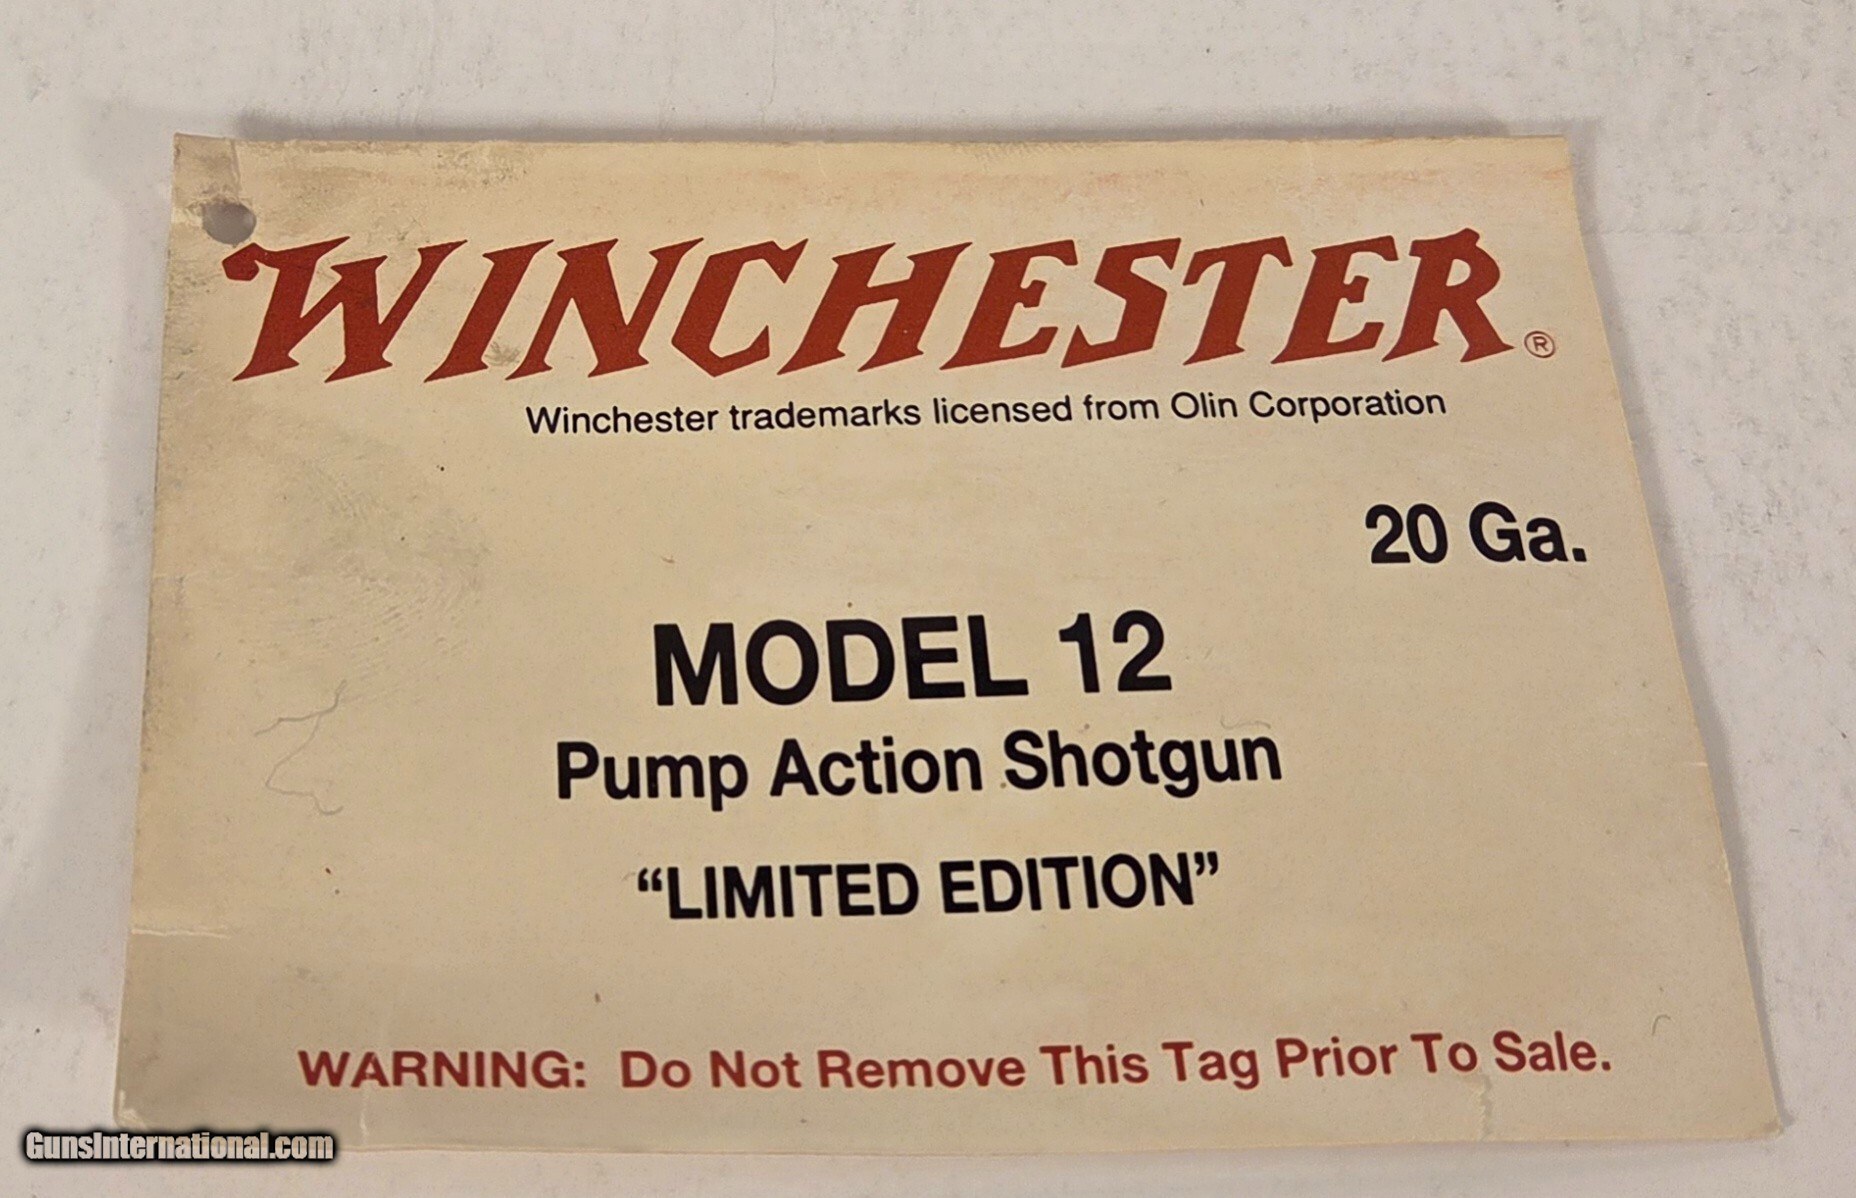 WINCHESTER®
Winchester trademarks licensed from Olin Corporation
20 Ga.
MODEL 12
Pump Action Shotgun
“LIMITED EDITION”
WARNING: Do Not Remove This Tag Prior To Sale.
GunsInternational.com